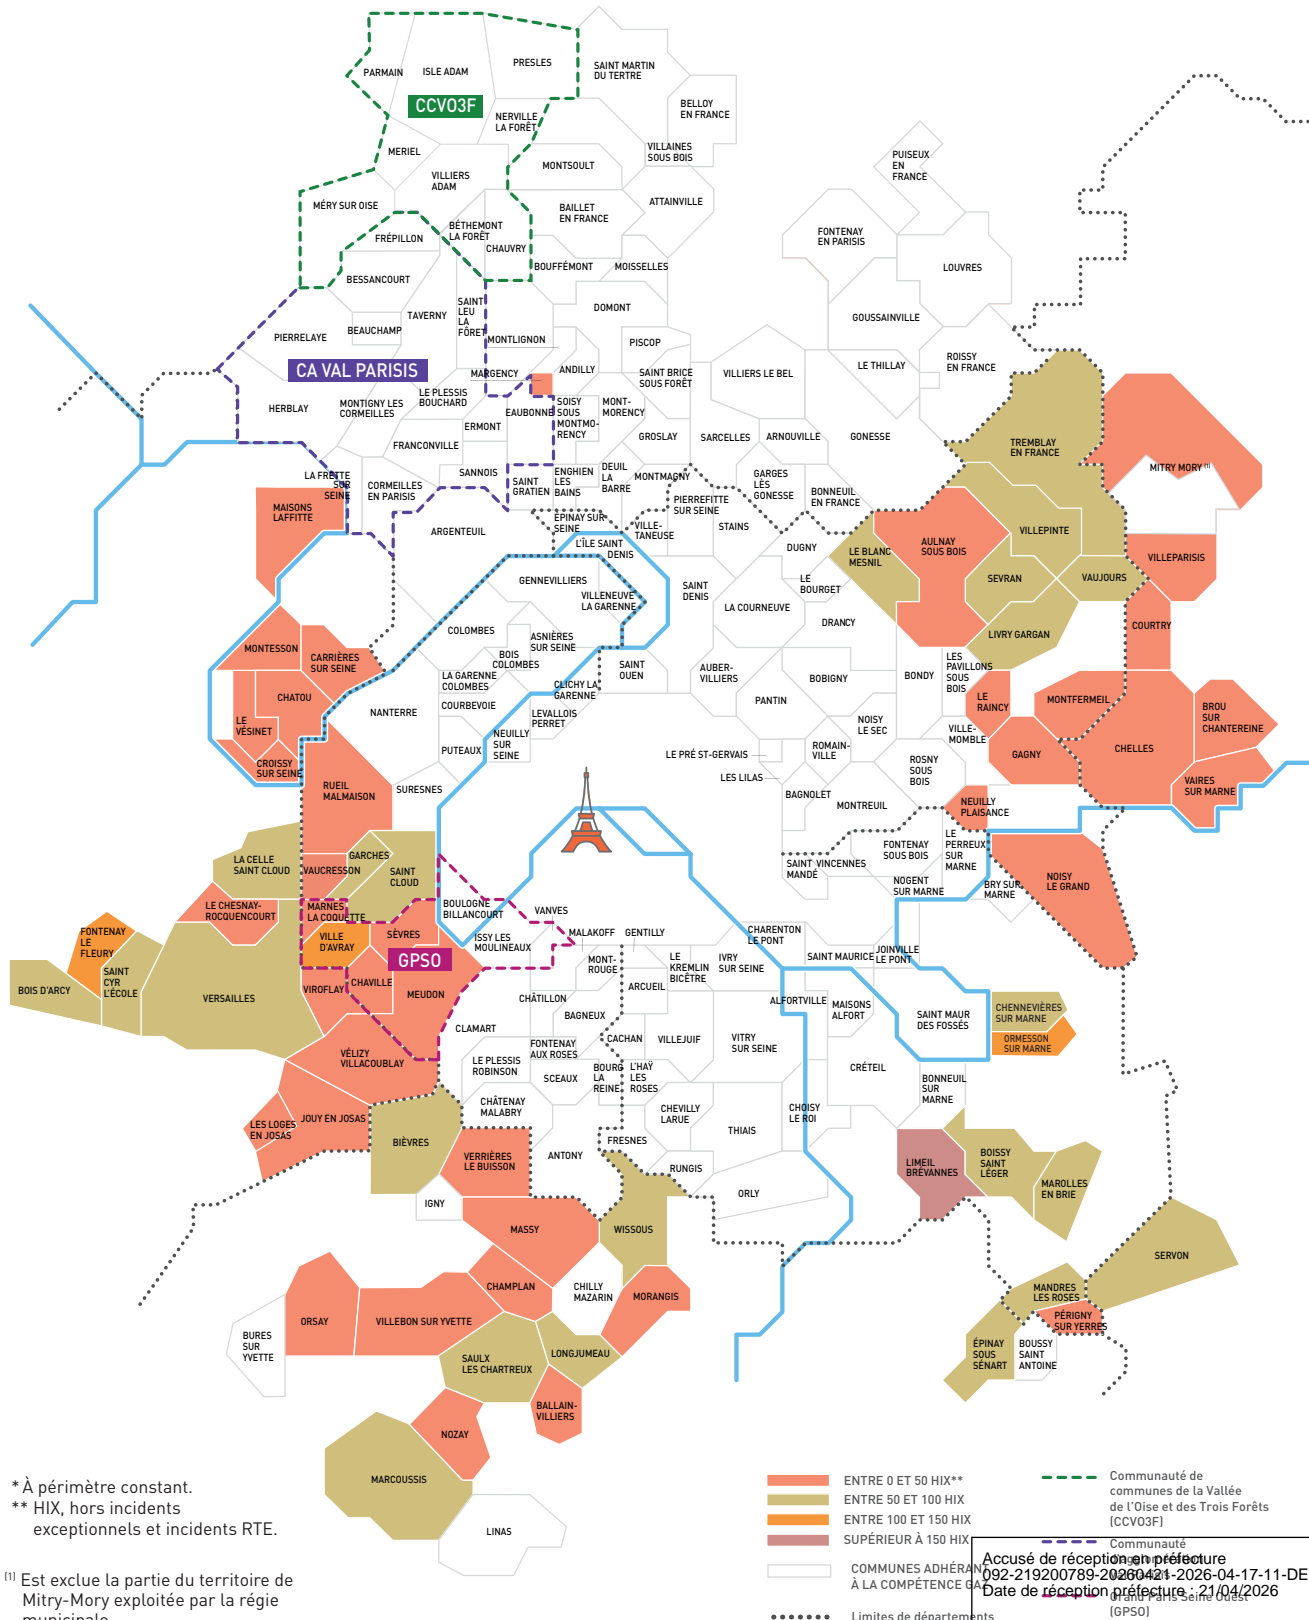 PARMAIN
ISLE ADAM
PRESLES
SAINT MARTIN
DU TERTRE
CCVO3F
NERVILLE
LA FORÊT
BELLOY
EN FRANCE
MERIEL
VILLAINES
SOUS BOIS
MONTSOULT
VILLIERS
ADAM
PUISEUX
EN
FRANCE
MÉRY SUR OISE
BAILLET
EN FRANCE
ATTAINVILLE
FRÉPILLON
BÉTHEMONT
LA FORÊT
CHAUVRY
FONTENAY
EN PARISIS
BOUFFÉMONT
MOISSELLES
LOUVRES
BESSANCOURT
SAINT
LEU
LA
FÔRET
DOMONT
TAVERNY
PIERRELAYE
BEAUCHAMP
MONTLIGNON
PISCOP
GOUSSAINVILLE
CA VAL PARISIS
MARGENCY
ANDILLY
SAINT BRICE
SOUS FORÊT
VILLIERS LE BEL
LE THILLAY
ROISSY
EN FRANCE
HERBLAY
MONTIGNY LES
CORMEILLES
LE PLESSIS
BOUCHARD
EAUBONNE
SOISY
SOUS
MONTMO-
RENCY
MONT-
MORENCY
ERMONT
FRANCONVILLE
GROSLAY
SARCELLES
ARNOUVILLE
GONESSE
TREMBLAY
EN FRANCE
MITRY MORY (1)
LA FRETTE
SUR
SEINE
CORMEILLES
EN PARISIS
SANNOIS
SAINT
GRATIEN
ENGHIEN
LES
BAINS
DEUIL
LA
BARRE
MONTMAGNY
GARGES
LÈS
GONESSE
BONNEUIL
EN FRANCE
MAISONS
LAFFITTE
PIERREFITTE
SUR SEINE
ARGENTEUIL
ÉPINAY SUR
SEINE
VILLE-
TANEUSE
STAINS
VILLEPINTE
AULNAY
SOUS BOIS
L'ÎLE SAINT
DENIS
DUGNY
LE BLANC
MESNIL
VILLEPARISIS
GENNEVILLIERS
VILLENEUVE
LA GARENNE
SAINT
DENIS
LE
BOURGET
SEVRAN
VAUJOURS
LA COURNEUVE
DRANCY
COURTRY
COLOMBES
ASNIÈRES
SUR SEINE
LIVRY GARGAN
MONTESSON
CARRIÈRES
SUR SEINE
BOIS
COLOMBES
SAINT
OUEN
AUBER-
VILLIERS
LA GARENNE
COLOMBES
CLICHY LA
GARENNE
BOBIGNY
BONDY
LES
PAVILLONS
SOUS
BOIS
CHATOU
COURBEVOIE
PANTIN
LE
RAINCY
MONTFERMEIL
BROU
SUR
CHANTEREINE
NANTERRE
LEVALLOIS
PERRET
LE
VÉSINET
NOISY
LE SEC
VILLE-
MOMBLE
PUTEAUX
NEUILLY
SUR
SEINE
LE PRÉ ST-GERVAIS
ROMAIN-
VILLE
GAGNY
CHELLES
CROISSY
SUR SEINE
ROSNY
SOUS
BOIS
LES LILAS
RUEIL
MALMAISON
SURESNES
BAGNOLET
VAIRES
SUR MARNE
MONTREUIL
NEUILLY
PLAISANCE
LA CELLE
SAINT CLOUD
GARCHES
VAUCRESSON
SAINT
CLOUD
SAINT
MANDÉ
VINCENNES
FONTENAY
SOUS BOIS
LE
PERREUX
SUR
MARNE
NOISY
LE GRAND
NOGENT
SUR MARNE
BRY SUR
MARNE
LE CHESNAY-
ROCQUENCOURT
MARNES
LA COQUETTE
BOULOGNE
BILLANCOURT
VANVES
FONTENAY
LE
FLEURY
VILLE
D'AVRAY
SÈVRES
ISSY LES
MOULINEAUX
MALAKOFF
GENTILLY
CHARENTON
LE PONT
GPSO
MONT-
ROUGE
LE
KREMLIN
BICÊTRE
IVRY
SUR SEINE
SAINT MAURICE
JOINVILLE
LE PONT
SAINT
CYR
L'ÉCOLE
BOIS D'ARCY
VERSAILLES
VIROFLAY
CHAVILLE
MEUDON
CHÂTILLON
ARCUEIL
ALFORTVILLE
MAISONS
ALFORT
SAINT MAUR
DES FOSSÉS
CHENNEVIÈRES
SUR MARNE
BAGNEUX
CLAMART
ORMESSON
SUR MARNE
FONTENAY
AUX ROSES
CACHAN
VILLEJUIF
VITRY
SUR SEINE
VÉLIZY
VILLACOUBLAY
LE PLESSIS
ROBINSON
SCEAUX
BOURG
LA
REINE
L'HAŸ
LES
ROSES
CRÉTEIL
BONNEUIL
SUR
MARNE
CHÂTENAY
MALABRY
CHEVILLY
LARUE
CHOISY
LE ROI
JOUY EN JOSAS
LES LOGES
EN JOSAS
BIÈVRES
FRESNES
THIAIS
VERRIÈRES
LE BUISSON
ANTONY
LIMEIL
BRÉVANNES
BOISSY
SAINT
LÉGER
RUNGIS
MAROLLES
EN BRIE
IGNY
ORLY
MASSY
WISSOUS
SERVON
CHAMPLAN
CHILLY
MAZARIN
MORANGIS
MANDRES
LES ROSES
ORSAY
VILLEBON SUR YVETTE
PÉRIGNY
SUR YERRES
BURES
SUR
YVETTE
SAULX
LES CHARTREUX
LONGJUMEAU
ÉPINAY
SOUS
SÉNART
BOUSSY
SAINT
ANTOINE
BALLAIN-
VILLIERS
NOZAY
MARCOUSSIS
LINAS
* À périmètre constant.
** HIX, hors incidents
exceptionnels et incidents RTE.
(1) Est exclue la partie du territoire de
Mitry-Mory exploitée par la régie
municipale
ENTRE 0 ET 50 HIX**
ENTRE 50 ET 100 HIX
ENTRE 100 ET 150 HIX
SUPÉRIEUR À 150 HIX
COMMUNES ADHÉRANT
À LA COMPÉTENCE GAZ
Limites de départements
Communauté de
communes de la Vallée
de l'Oise et des Trois Forêts
(CCVO3F)
Communauté
d'agglomération
Val Parisis
Grand Paris Seine Ouest
(GPSO)
Accusé de réception en préfecture
092-219200789-20260421-2026-04-17-11-DE
Date de réception préfecture : 21/04/2026